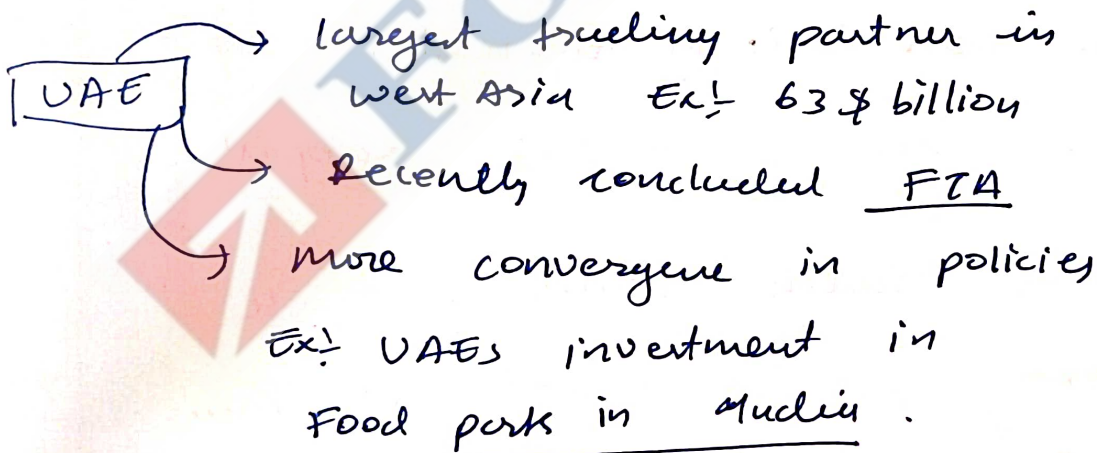 largest trading partner in
UAE
west Asia Ex:- 63 $ billion
Recently concluded FTA
more convergence in policies
Ex:- UAEs investment in
Food parks in India.